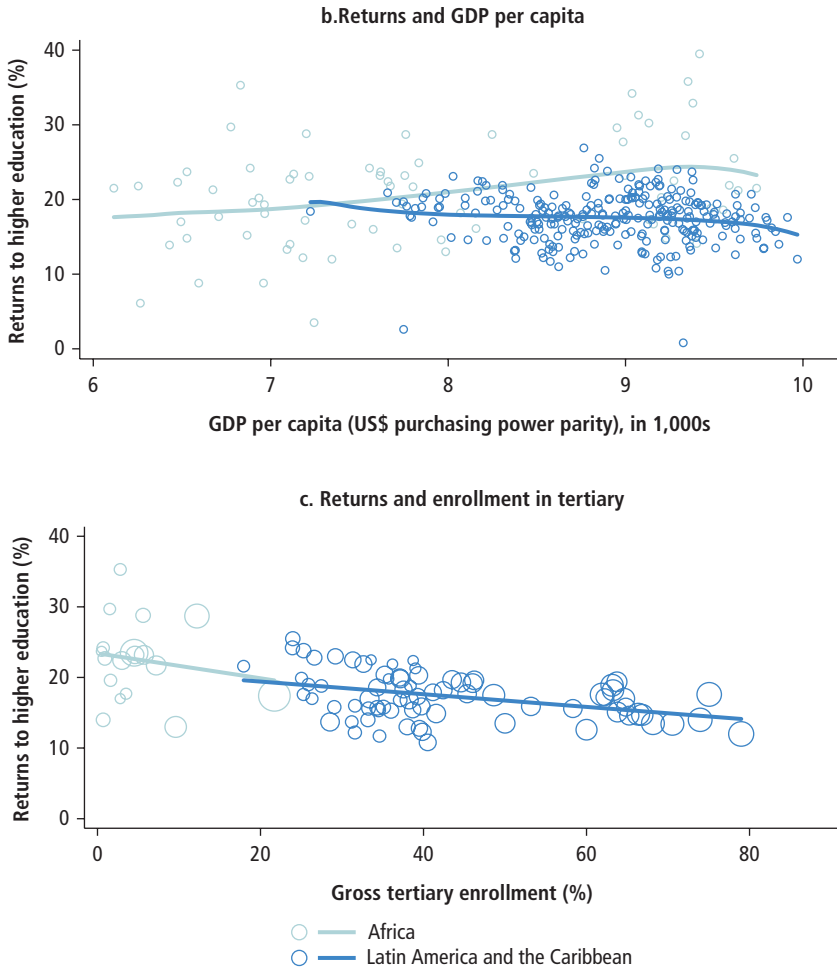 b.Returns and GDP per capita
Returns to higher education (%)
40
30
20
10
0
6 7 8 9 10
GDP per capita (US$ purchasing power parity), in 1,000s
c. Returns and enrollment in tertiary
Returns to higher education (%)
40
30
20
10
0
0 20 40 60 80
Gross tertiary enrollment (%)
Africa
Latin America and the Caribbean